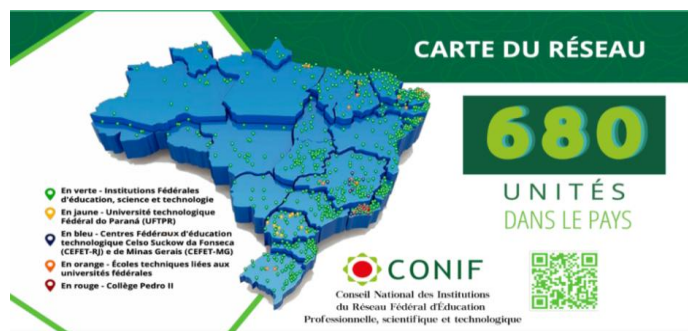 CARTE DU RÉSEAU
680
UNITÉS
DANS LE PAYS
En verte - Institutions Fédérales
d'éducation, science et technologie
En jaune - Université technologique
Fédéral do Paraná (UFTPR)
En bleu - Centres Fédéraux d'éducation
technologique Celso Suckow da Fonseca
(CEFET-RJ) e de Minas Gerais (CEFET-MG)
En orange - Écoles techniques liées aux
universités fédérales
En rouge - Collège Pedro II
CONIF
Conseil National des Institutions
du Réseau Fédéral d'Éducation
Professionnelle, scientifique et technologique